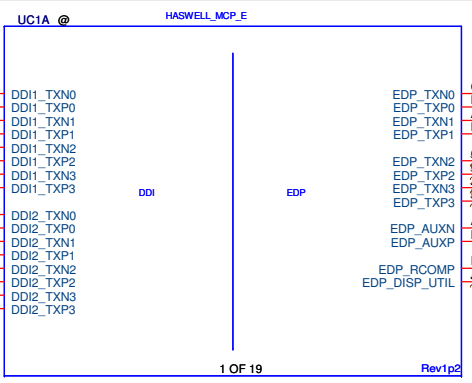 UC1A @
HASWELL_MCP_E
DDI1_TXN0
DDI1_TXP0
DDI1_TXN1
DDI1_TXP1
DDI1_TXN2
DDI1_TXP2
DDI1_TXN3
DDI1_TXP3
DDI2_TXN0
DDI2_TXP0
DDI2_TXN1
DDI2_TXP1
DDI2_TXN2
DDI2_TXP2
DDI2_TXN3
DDI2_TXP3
DDI
EDP
EDP_TXN0
EDP_TXP0
EDP_TXN1
EDP_TXP1
EDP_TXN2
EDP_TXP2
EDP_TXN3
EDP_TXP3
EDP_AUXN
EDP_AUXP
EDP_RCOMP
EDP_DISP_UTIL
1 OF 19
Rev1p2